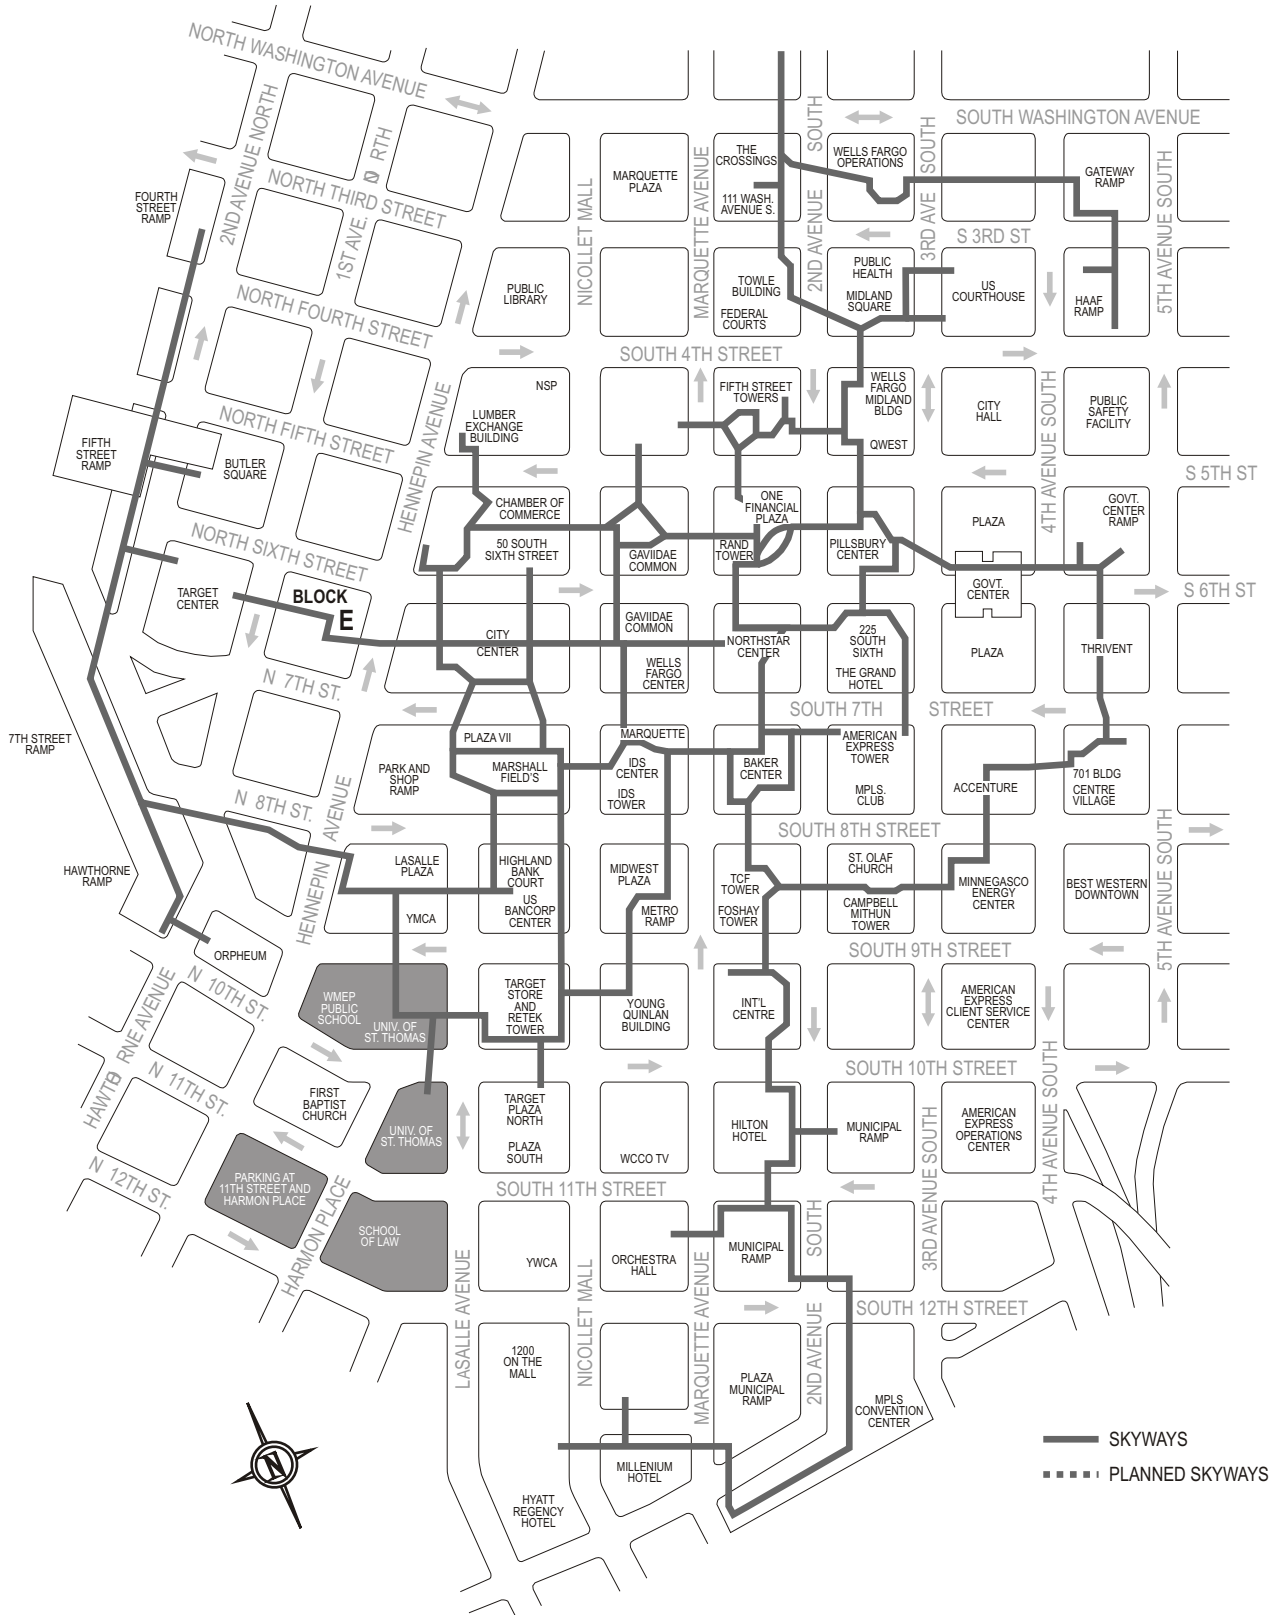 NORTH WASHINGTON AVENUE
2ND AVENUE NORTH
NORTH THIRD STREET
1ST AVE.
RTH
FOURTH
STREET
RAMP
NORTH FOURTH STREET
NORTH FIFTH STREET
NORTH SIXTH STREET
HENNEPIN AVENUE
NICOLLET MALL
MARQUETTE AVENUE
2ND AVENUE
SOUTH
3RD AVE
SOUTH
SOUTH WASHINGTON AVENUE
5TH AVENUE SOUTH
THE
CROSSINGS
111 WASH.
AVENUE S.
WELLS FARGO
OPERATIONS
MARQUETTE
PLAZA
GATEWAY
RAMP
S 3RD ST
PUBLIC
LIBRARY
TOWLE
BUILDING
FEDERAL
COURTS
PUBLIC
HEALTH
MIDLAND
SQUARE
US
COURTHOUSE
HAAF
RAMP
SOUTH 4TH STREET
NSP
LUMBER
EXCHANGE
BUILDING
FIFTH STREET
TOWERS
WELLS
FARGO
MIDLAND
BLDG
QWEST
CITY
HALL
4TH AVENUE SOUTH
PUBLIC
SAFETY
FACILITY
S 5TH ST
FIFTH
STREET
RAMP
BUTLER
SQUARE
CHAMBER OF
COMMERCE
50 SOUTH
SIXTH STREET
GAVIIDAE
COMMON
ONE
FINANCIAL
PLAZA
RAND
TOWER
PILLSBURY
CENTER
PLAZA
GOVT.
CENTER
GOVT.
CENTER
RAMP
S 6TH ST
TARGET
CENTER
BLOCK
E
N 7TH ST.
CITY
CENTER
GAVIIDAE
COMMON
WELLS
FARGO
CENTER
NORTHSTAR
CENTER
225
SOUTH
SIXTH
THE GRAND
HOTEL
PLAZA
THRIVENT
SOUTH 7TH
STREET
7TH STREET
RAMP
N 8TH ST.
HENNEPIN
AVENUE
PARK AND
SHOP
RAMP
PLAZA VII
MARSHALL
FIELD'S
MARQUETTE
IDS
CENTER
IDS
TOWER
BAKER
CENTER
AMERICAN
EXPRESS
TOWER
MPLS.
CLUB
ACCENTURE
701 BLDG
CENTRE
VILLAGE
SOUTH 8TH STREET
5TH AVENUE SOUTH
HAWTHORNE
RAMP
LASALLE
PLAZA
YMCA
HIGHLAND
BANK
COURT
US
BANCORP
CENTER
MIDWEST
PLAZA
METRO
RAMP
TCF
TOWER
FOSHAY
TOWER
ST. OLAF
CHURCH
CAMPBELL
MITHUN
TOWER
MINNEGASCO
ENERGY
CENTER
BEST WESTERN
DOWNTOWN
SOUTH 9TH STREET
ORPHEUM
N 10TH ST.
WMEP
PUBLIC
SCHOOL
UNIV. OF
ST. THOMAS
TARGET
STORE
AND
RETEK
TOWER
YOUNG
QUINLAN
BUILDING
INT'L
CENTRE
AMERICAN
EXPRESS
CLIENT SERVICE
CENTER
SOUTH 10TH STREET
RNE AVENUE
N 11TH ST.
FIRST
BAPTIST
CHURCH
UNIV. OF
ST. THOMAS
TARGET
PLAZA
NORTH
PLAZA
SOUTH
WCCO TV
HILTON
HOTEL
MUNICIPAL
RAMP
3RD AVENUE SOUTH
AMERICAN
EXPRESS
OPERATIONS
CENTER
4TH AVENUE SOUTH
N 12TH ST.
PARKING AT
11TH STREET AND
HARMON PLACE
HARMON PLACE
SCHOOL
OF LAW
SOUTH 11TH STREET
LASALLE AVENUE
YWCA
NICOLLET MALL
ORCHESTRA
HALL
MARQUETTE AVENUE
MUNICIPAL
RAMP
2ND AVENUE
SOUTH
SOUTH 12TH STREET
1200
ON THE
MALL
PLAZA
MUNICIPAL
RAMP
MPLS
CONVENTION
CENTER
MILLENIUM
HOTEL
HYATT
REGENCY
HOTEL
N
SKYWAYS
PLANNED SKYWAYS